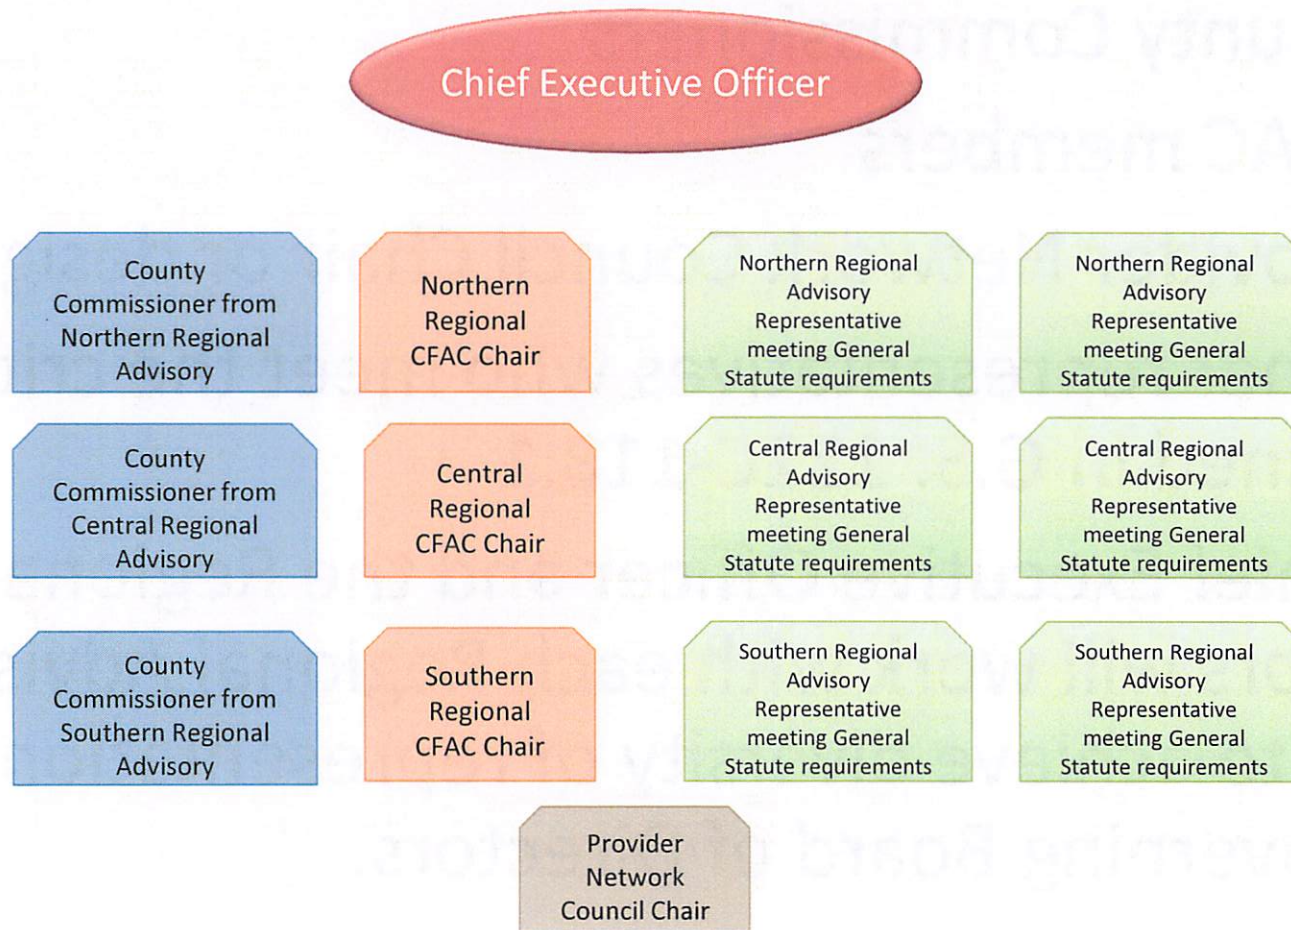 Chief Executive Officer
County
Commissioner from
Northern Regional
Advisory
Northern
Regional
CFAC Chair
Northern Regional
Advisory
Representative
meeting General
Statute requirements
Northern Regional
Advisory
Representative
meeting General
Statute requirements
County
Commissioner from
Central Regional
Advisory
Central
Regional
CFAC Chair
Central Regional
Advisory
Representative
meeting General
Statute requirements
Central Regional
Advisory
Representative
meeting General
Statute requirements
County
Commissioner from
Southern Regional
Advisory
Southern
Regional
CFAC Chair
Southern Regional
Advisory
Representative
meeting General
Statute requirements
Southern Regional
Advisory
Representative
meeting General
Statute requirements
Provider
Network
Council Chair